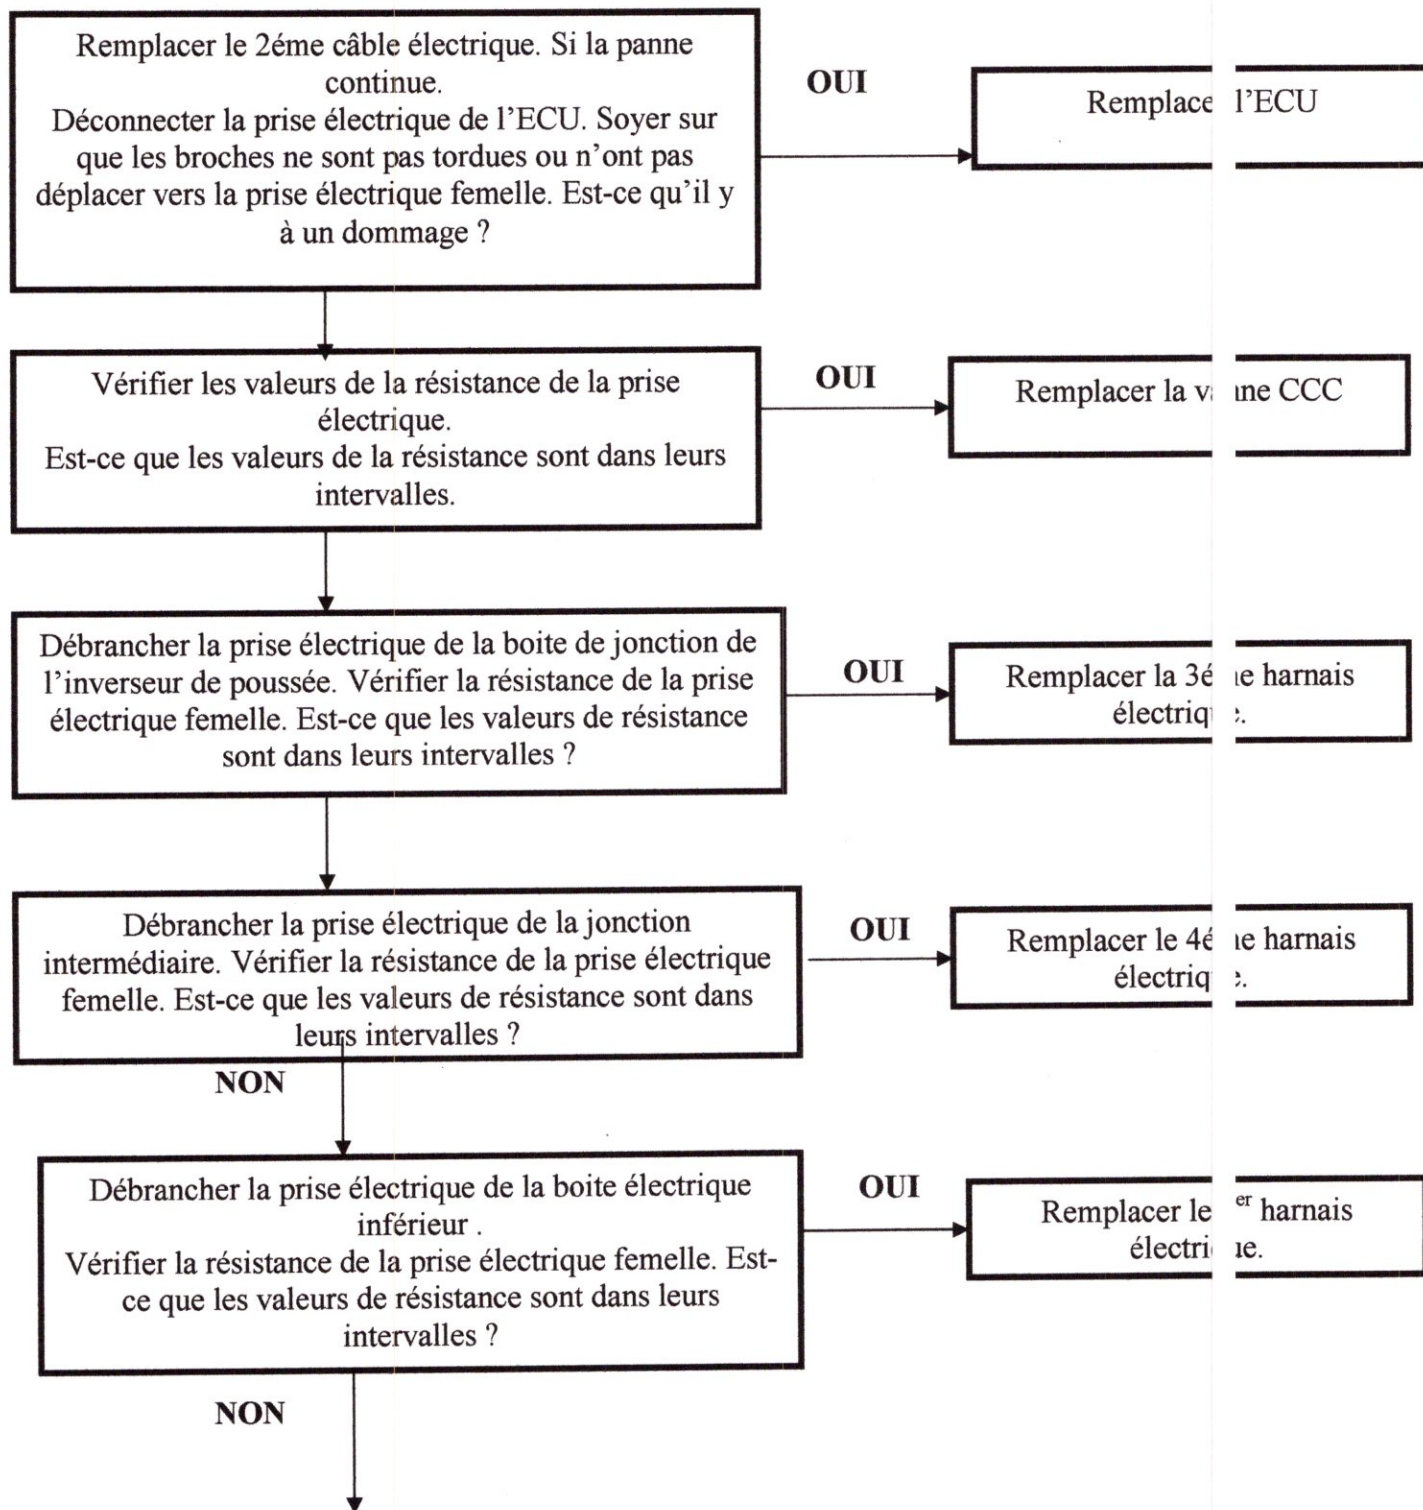 Remplacer le 2éme câble électrique. Si la panne
continue.
Déconnecter la prise électrique de l'ECU. Soyer sur
que les broches ne sont pas tordues ou n'ont pas
déplacer vers la prise électrique femelle. Est-ce qu'il y
à un dommage ?
OUI
Remplace l'ECU
Vérifier les valeurs de la résistance de la prise
électrique.
Est-ce que les valeurs de la résistance sont dans leurs
intervalles.
OUI
Remplacer la CCC
Débrancher la prise électrique de la boite de jonction de
l'inverseur de poussée. Vérifier la résistance de la prise
électrique femelle. Est-ce que les valeurs de résistance
sont dans leurs intervalles ?
OUI
Remplacer la harnais
Débrancher la prise électrique de la jonction
intermédiaire. Vérifier la résistance de la prise électrique
femelle. Est-ce que les valeurs de résistance sont dans
leurs intervalles ?
OUI
Remplacer le harnais
NON
Débrancher la prise électrique de la boite électrique
inférieur .
Vérifier la résistance de la prise électrique femelle. Est-
ce que les valeurs de résistance sont dans leurs
intervalles ?
OUI
Remplacer le er harnais
NON